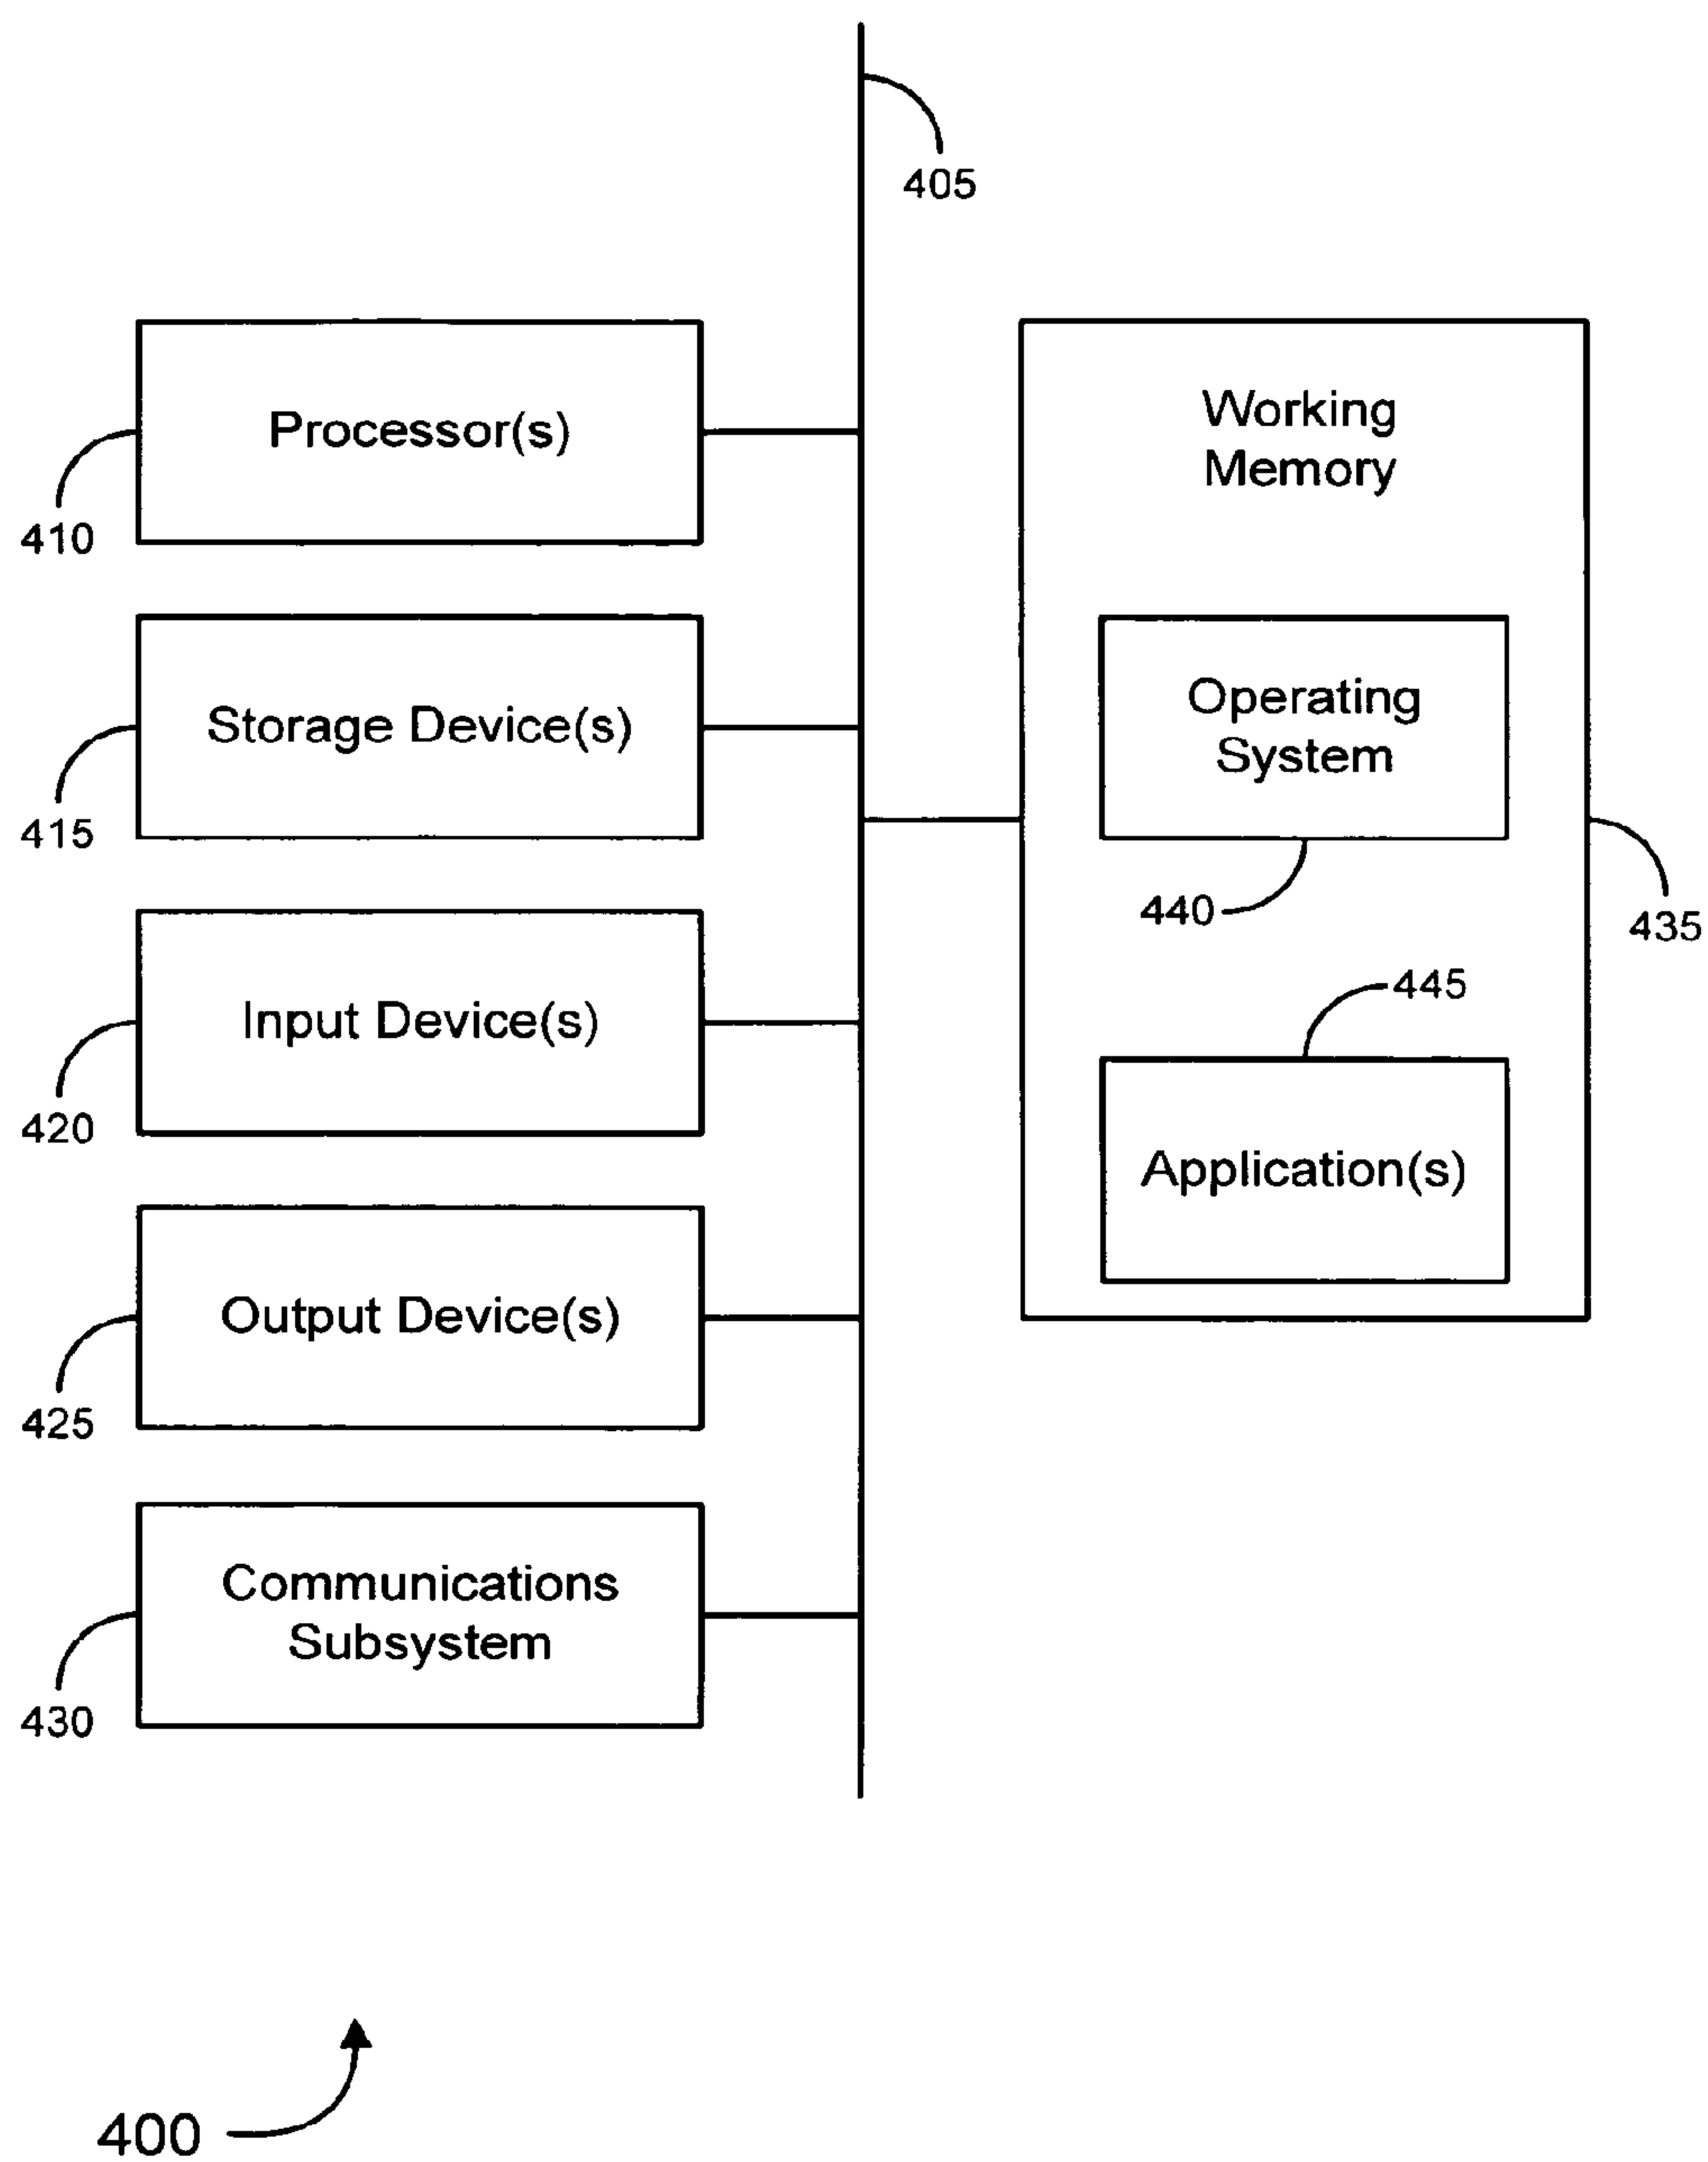 405
Processor(s)
410
Working
Memory
Storage Device(s)
415
Operating
System
440
435
Input Device(s)
420
445
Application(s)
Output Device(s)
425
Communications
Subsystem
430
400